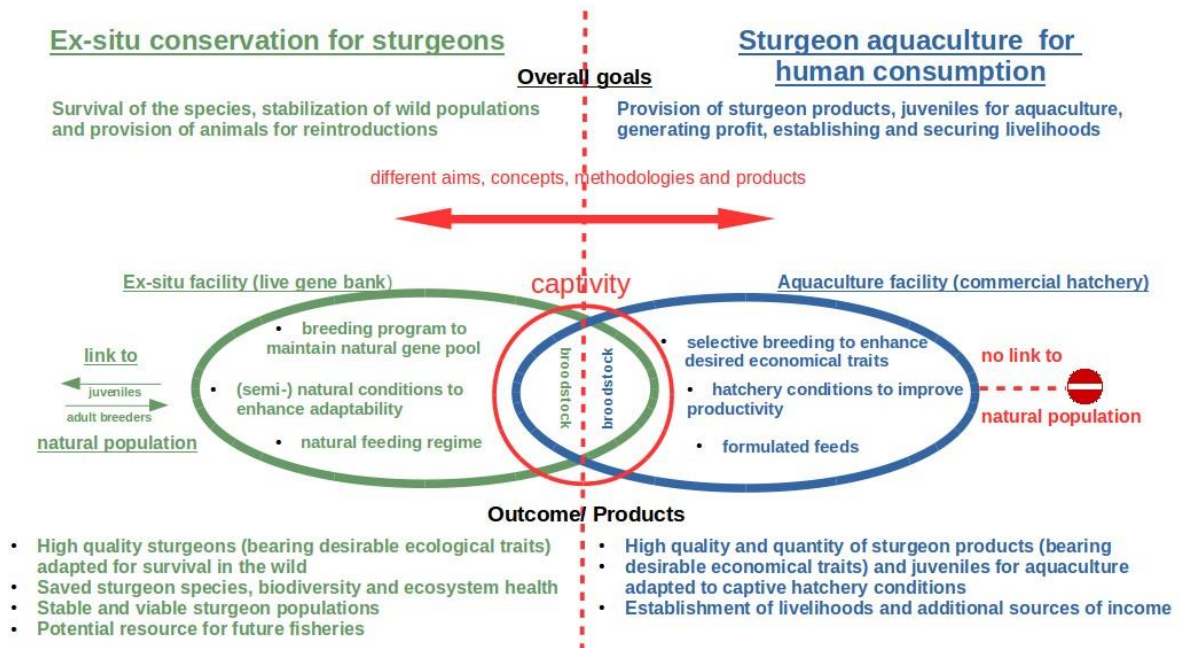 Ex-situ conservation for sturgeons
Sturgeon aquaculture for
human consumption
Overall goals
Survival of the species, stabilization of wild populations
and provision of animals for reintroductions
Provision of sturgeon products, juveniles for aquaculture,
generating profit, establishing and securing livelihoods
different aims, concepts, methodologies and products
Ex-situ facility (live gene bank)
captivity
Aquaculture facility (commercial hatchery)
link to
juveniles
adult breeders
natural population
• breeding program to
maintain natural gene pool
• (semi-) natural conditions to
enhance adaptability
• natural feeding regime
broodstock
broodstock
• selective breeding to enhance
desired economical traits
• hatchery conditions to improve
productivity
• formulated feeds
no link to
natural population
Outcome/ Products
• High quality sturgeons (bearing desirable ecological traits)
adapted for survival in the wild
• Saved sturgeon species, biodiversity and ecosystem health
• Stable and viable sturgeon populations
• Potential resource for future fisheries
• High quality and quantity of sturgeon products (bearing
• desirable economical traits) and juveniles for aquaculture
adapted to captive hatchery conditions
• Establishment of livelihoods and additional sources of income